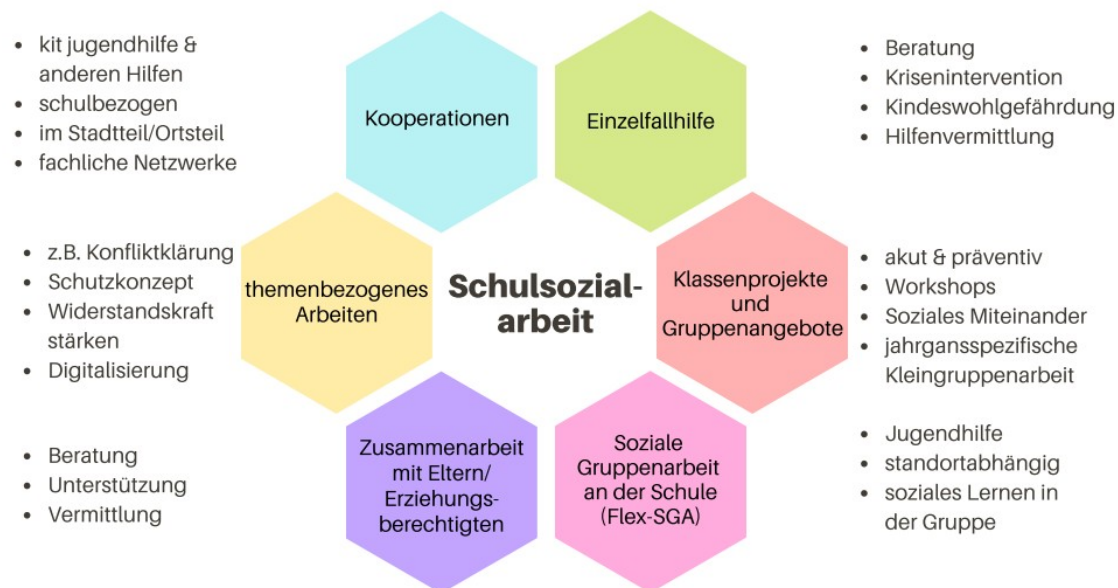 • kit jugendhilfe &
anderen Hilfen
• schulbezogen
• im Stadtteil/Ortsteil
• fachliche Netzwerke
Kooperationen
Einzelfallhilfe
• Beratung
• Krisenintervention
• Kindeswohlgefährdung
• Hilfenvermittlung
• z.B. Konfliktklärung
• Schutzkonzept
• Widerstandskraft
stärken
• Digitalisierung
themenbezogenes
Arbeiten
Schulsozial-
arbeit
Klassenprojekte
und
Gruppenangebote
• akut & präventiv
• Workshops
• Soziales Miteinander
• jahrgansspezifische
Kleingruppenarbeit
• Beratung
• Unterstützung
• Vermittlung
Zusammenarbeit
mit Eltern/
Erziehungs-
berechtigten
Soziale
Gruppenarbeit
an der Schule
(Flex-SGA)
• Jugendhilfe
• standortabhängig
• soziales Lernen in
der Gruppe